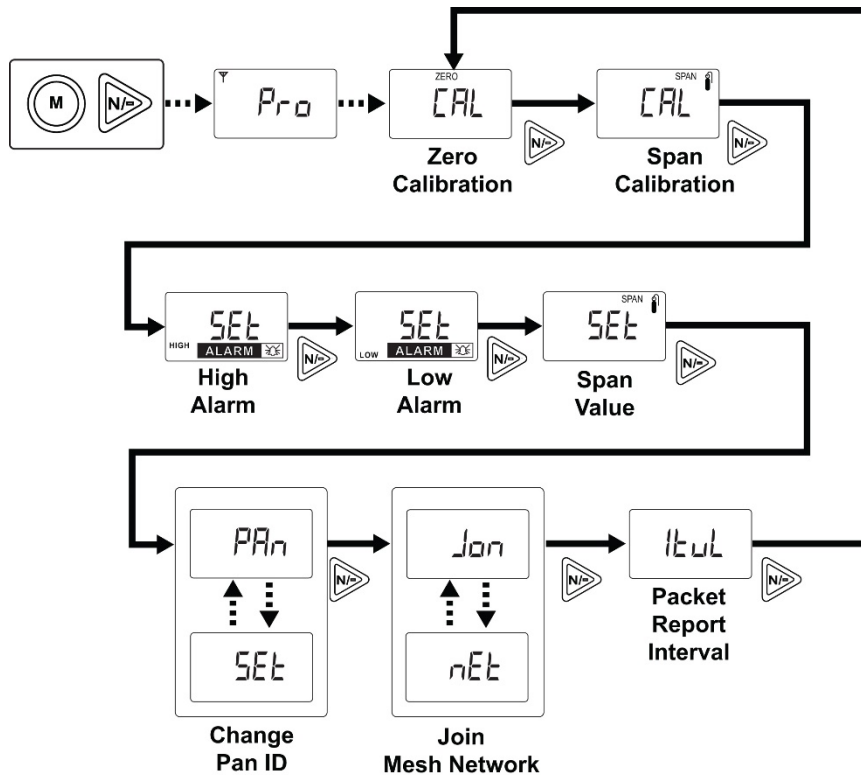 M
N/-
Pro
ZERO
CAL
SPAN
CAL
N/-
N/-
Zero
Calibration
Span
Calibration
SEt
HIGH
ALARM
SEt
LOW
ALARM
SPAN
SEt
N/-
N/-
N/-
High
Alarm
Low
Alarm
Span
Value
PAn
Jon
ItuL
N/-
N/-
N/-
SEt
nEt
Packet
Report
Interval
Change
Pan ID
Join
Mesh Network